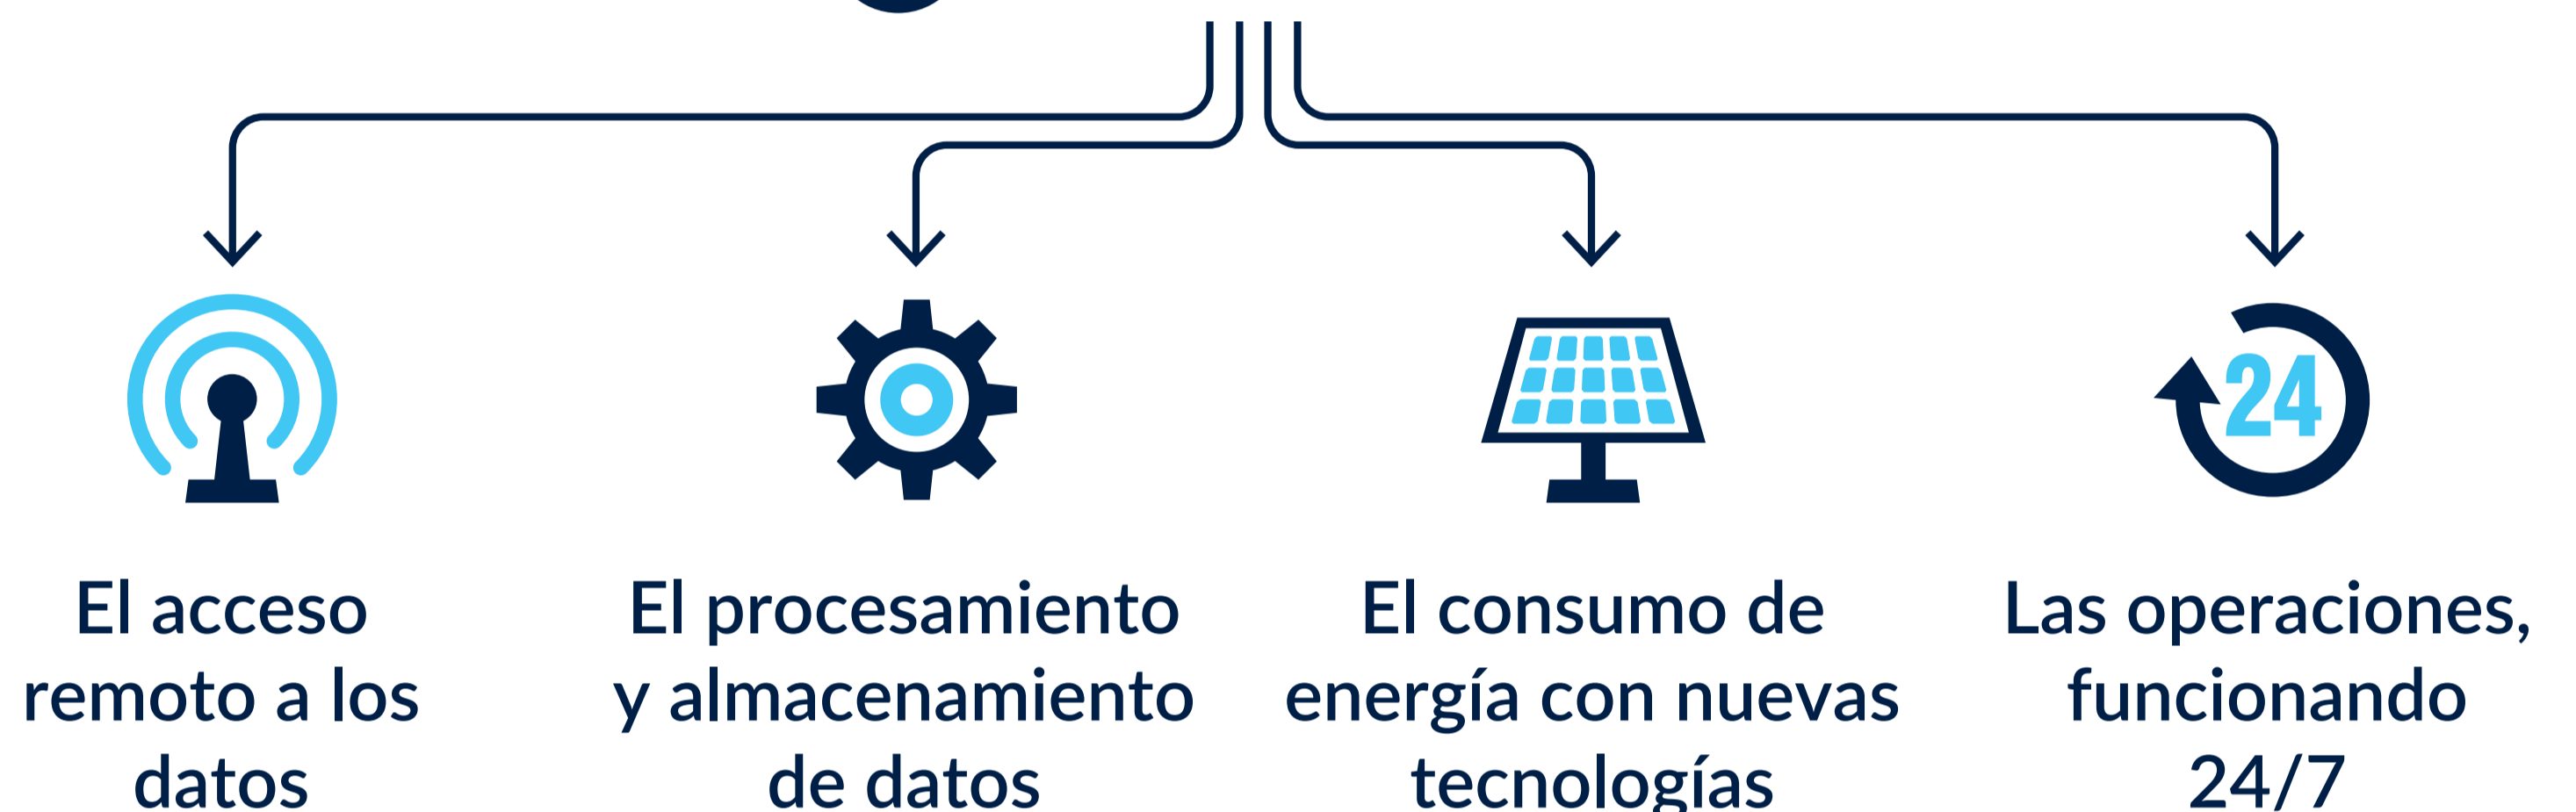 24
El acceso
remoto a los
datos
El procesamiento
y almacenamiento
de datos
El consumo de
energía con nuevas
tecnologías
Las operaciones,
funcionando
24/7